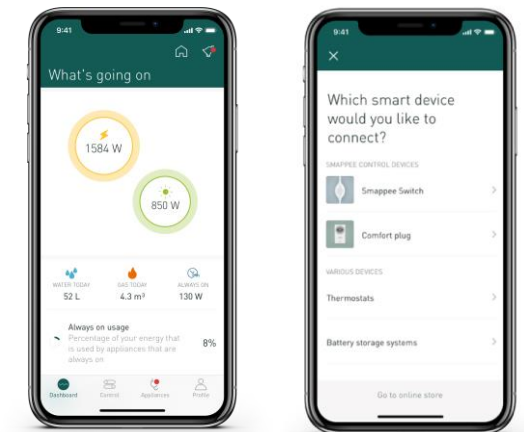 9:41
What's going on
1584 W
850 W
WATER TODAY
52 L
GAS TODAY
4.3 m³
ALWAYS ON
130 W
Always on usage
Percentage of your energy that
is used by appliances that are
always on
8%
Dashboard
Control
Appliances
Profile
9:41
Which smart device
would you like to
connect?
SMAPPEE CONTROL DEVICES
Smappee Switch
Comfort plug
VARIOUS DEVICES
Thermostats
Battery storage systems
Go to online store